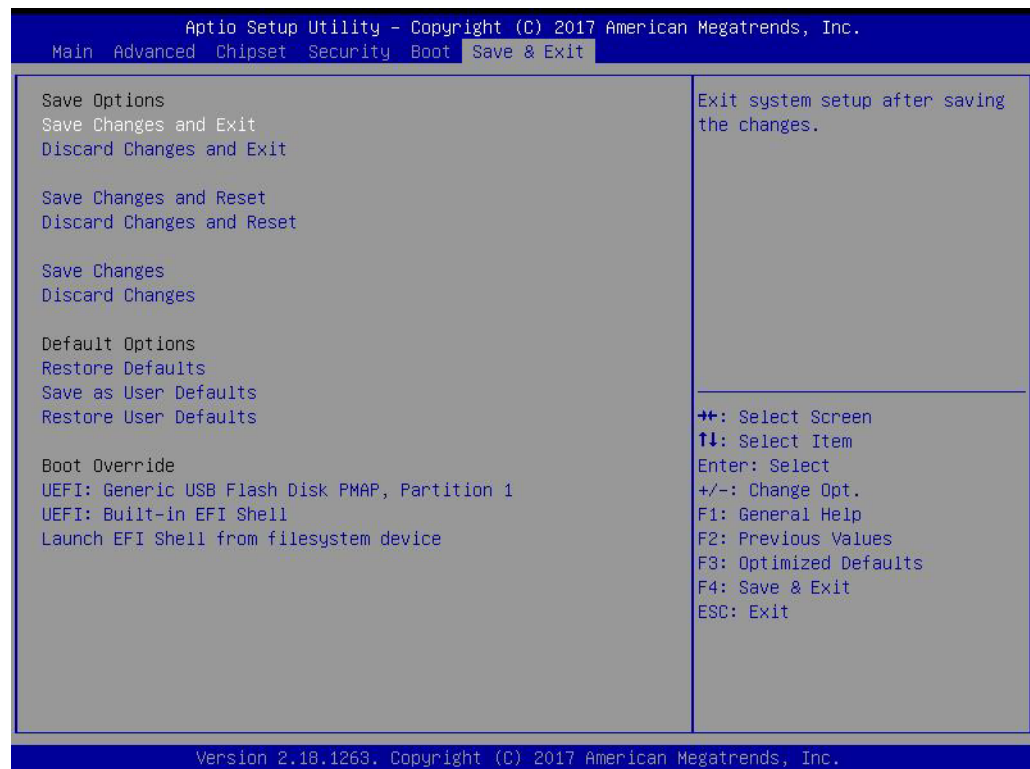 Aptio Setup Utility – Copyright (C) 2017 American Megatrends, Inc.
Main Advanced Chipset Security Boot Save & Exit
Save Options
Save Changes and Exit
Discard Changes and Exit
Save Changes and Reset
Discard Changes and Reset
Save Changes
Discard Changes
Default Options
Restore Defaults
Save as User Defaults
Restore User Defaults
Boot Override
UEFI: Generic USB Flash Disk PMAP, Partition 1
UEFI: Built-in EFI Shell
Launch EFI Shell from filesystem device
Exit system setup after saving
the changes.
→←: Select Screen
↑↓: Select Item
Enter: Select
+/-: Change Opt.
F1: General Help
F2: Previous Values
F3: Optimized Defaults
F4: Save & Exit
ESC: Exit
Version 2.18.1263. Copyright (C) 2017 American Megatrends, Inc.